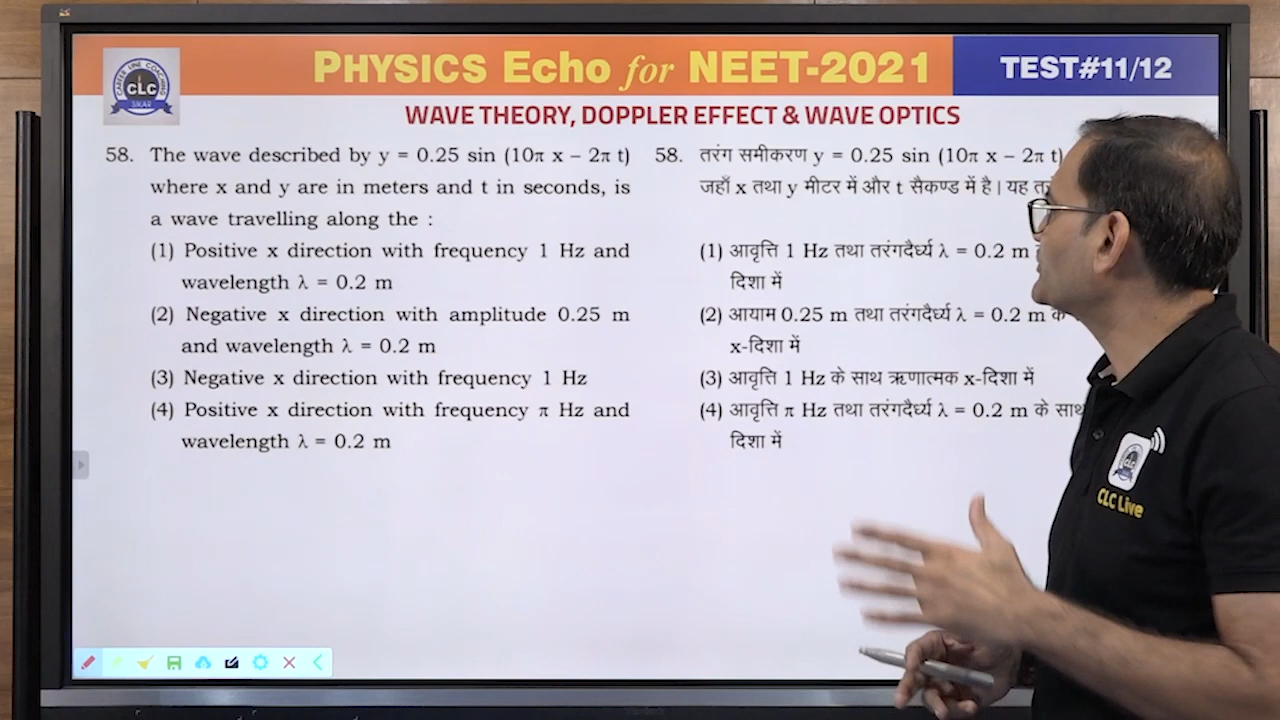 PHYSICS Echo for NEET-2021
TEST#11/12
CAREER LINE COACHING
CLC
SIKAR
WAVE THEORY, DOPPLER EFFECT & WAVE OPTICS
58. The wave described by y = 0.25 sin (10π x – 2π t)
where x and y are in meters and t in seconds, is
a wave travelling along the :
(1) Positive x direction with frequency 1 Hz and
wavelength λ = 0.2 m
(2) Negative x direction with amplitude 0.25 m
and wavelength λ = 0.2 m
(3) Negative x direction with frequency 1 Hz
(4) Positive x direction with frequency π Hz and
wavelength λ = 0.2 m
58. तरंग समीकरण y = 0.25 sin (10π x – 2π t)
जहाँ x तथा y मीटर में और t सैकण्ड में है। यह
(1) आवृत्ति 1 Hz तथा तरंगदैर्ध्य λ = 0.2 m
दिशा में
(2) आयाम 0.25 m तथा तरंगदैर्ध्य λ = 0.2 m
x-दिशा में
(3) आवृत्ति 1 Hz के साथ ऋणात्मक x-दिशा में
(4) आवृत्ति π Hz तथा तरंगदैर्ध्य λ = 0.2 m के साथ
दिशा में
CLC
CLC Live